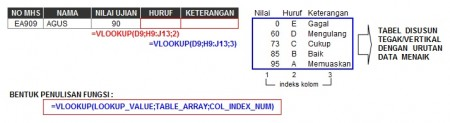 NO MHS NAMA NILAI UJIAN HURUF KETERANGAN
EA909 AGUS 90
=VLOOKUP(D9;H9:J13;2)
=VLOOKUP(D9;H9:J13;3)
Nilai Huruf Keterangan
0 E Gagal
60 D Mengulang
73 C Cukup
85 B Baik
95 A Memuaskan
1 2 3
indeks kolom
TABEL DISUSUN
TEGAK/VERTIKAL
DENGAN URUTAN
DATA MENAIK
BENTUK PENULISAN FUNGSI :
=VLOOKUP(LOOKUP_VALUE;TABLE_ARRAY;COL_INDEX_NUM)